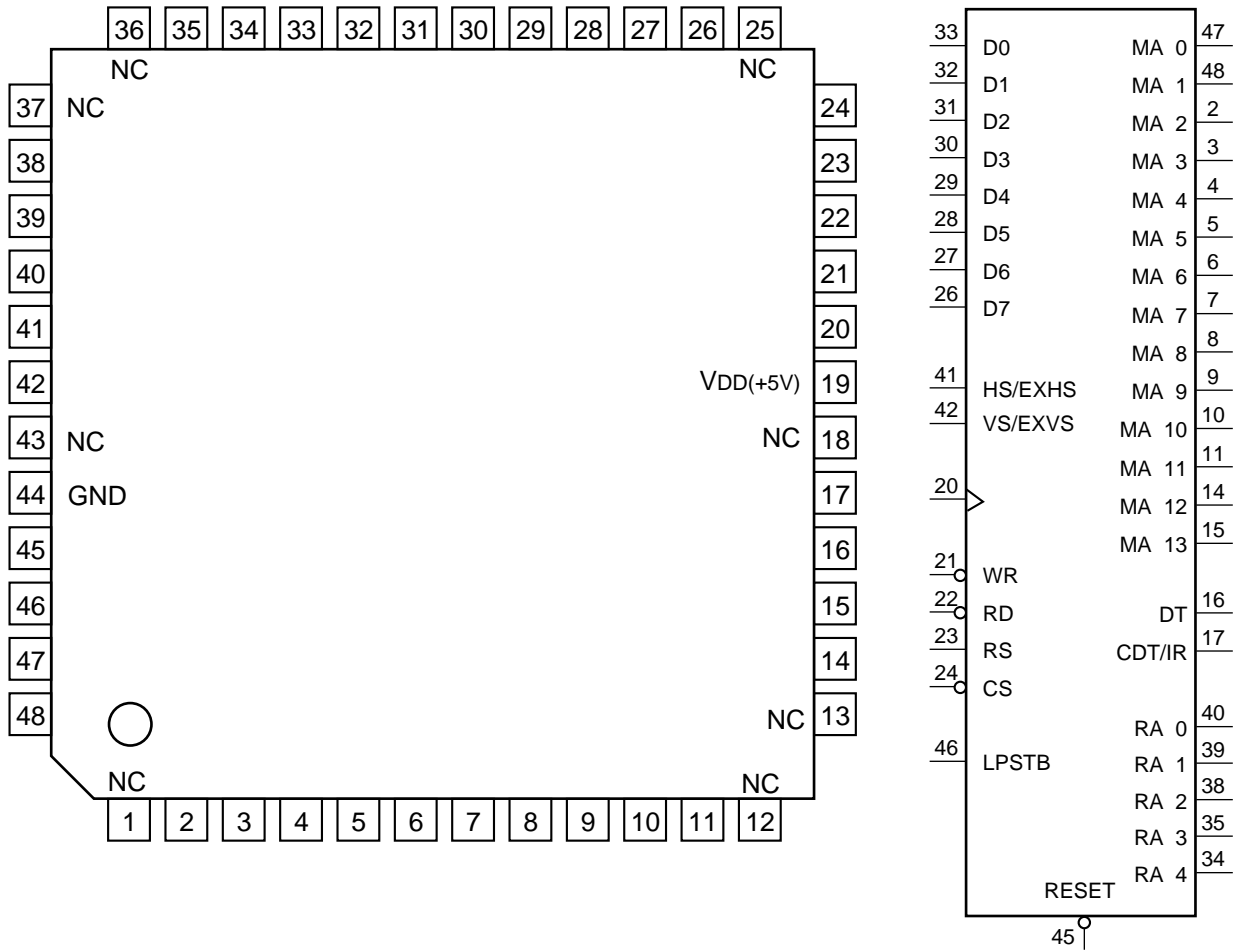 36 35 34 33 32 31 30 29 28 27 26 25
NC NC
37 NC 24
38 23
39 22
40 21
41 20
42 VDD(+5V) 19
43 NC NC 18
44 GND 17
45 16
46 15
47 14
48 NC 13
NC NC
1 2 3 4 5 6 7 8 9 10 11 12
33 D0 MA 0 47
32 D1 MA 1 48
31 D2 MA 2 2
30 D3 MA 3 3
29 D4 MA 4 4
28 D5 MA 5 5
27 D6 MA 6 6
26 D7 MA 7 7
MA 8 8
41 HS/EXHS MA 9 9
42 VS/EXVS MA 10 10
MA 11 11
20 MA 12 14
MA 13 15
21 WR
22 RD DT 16
23 RS CDT/IR 17
24 CS
RA 0 40
46 LPSTB RA 1 39
RA 2 38
RA 3 35
RA 4 34
RESET
45